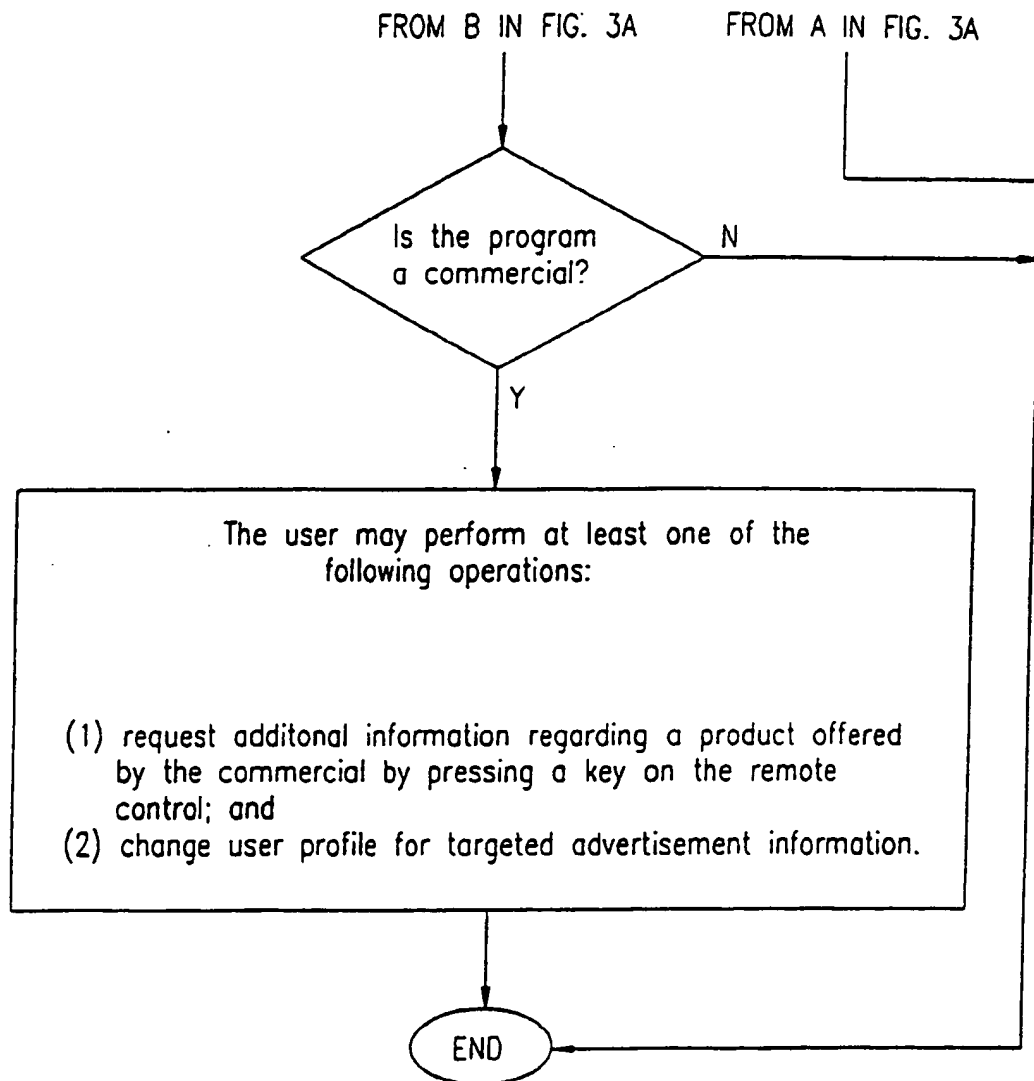 FROM B IN FIG. 3A
FROM A IN FIG. 3A
Is the program
a commercial?
N
Y
The user may perform at least one of the
following operations:
(1) request additonal information regarding a product offered
by the commercial by pressing a key on the remote
control; and
(2) change user profile for targeted advertisement information.
END